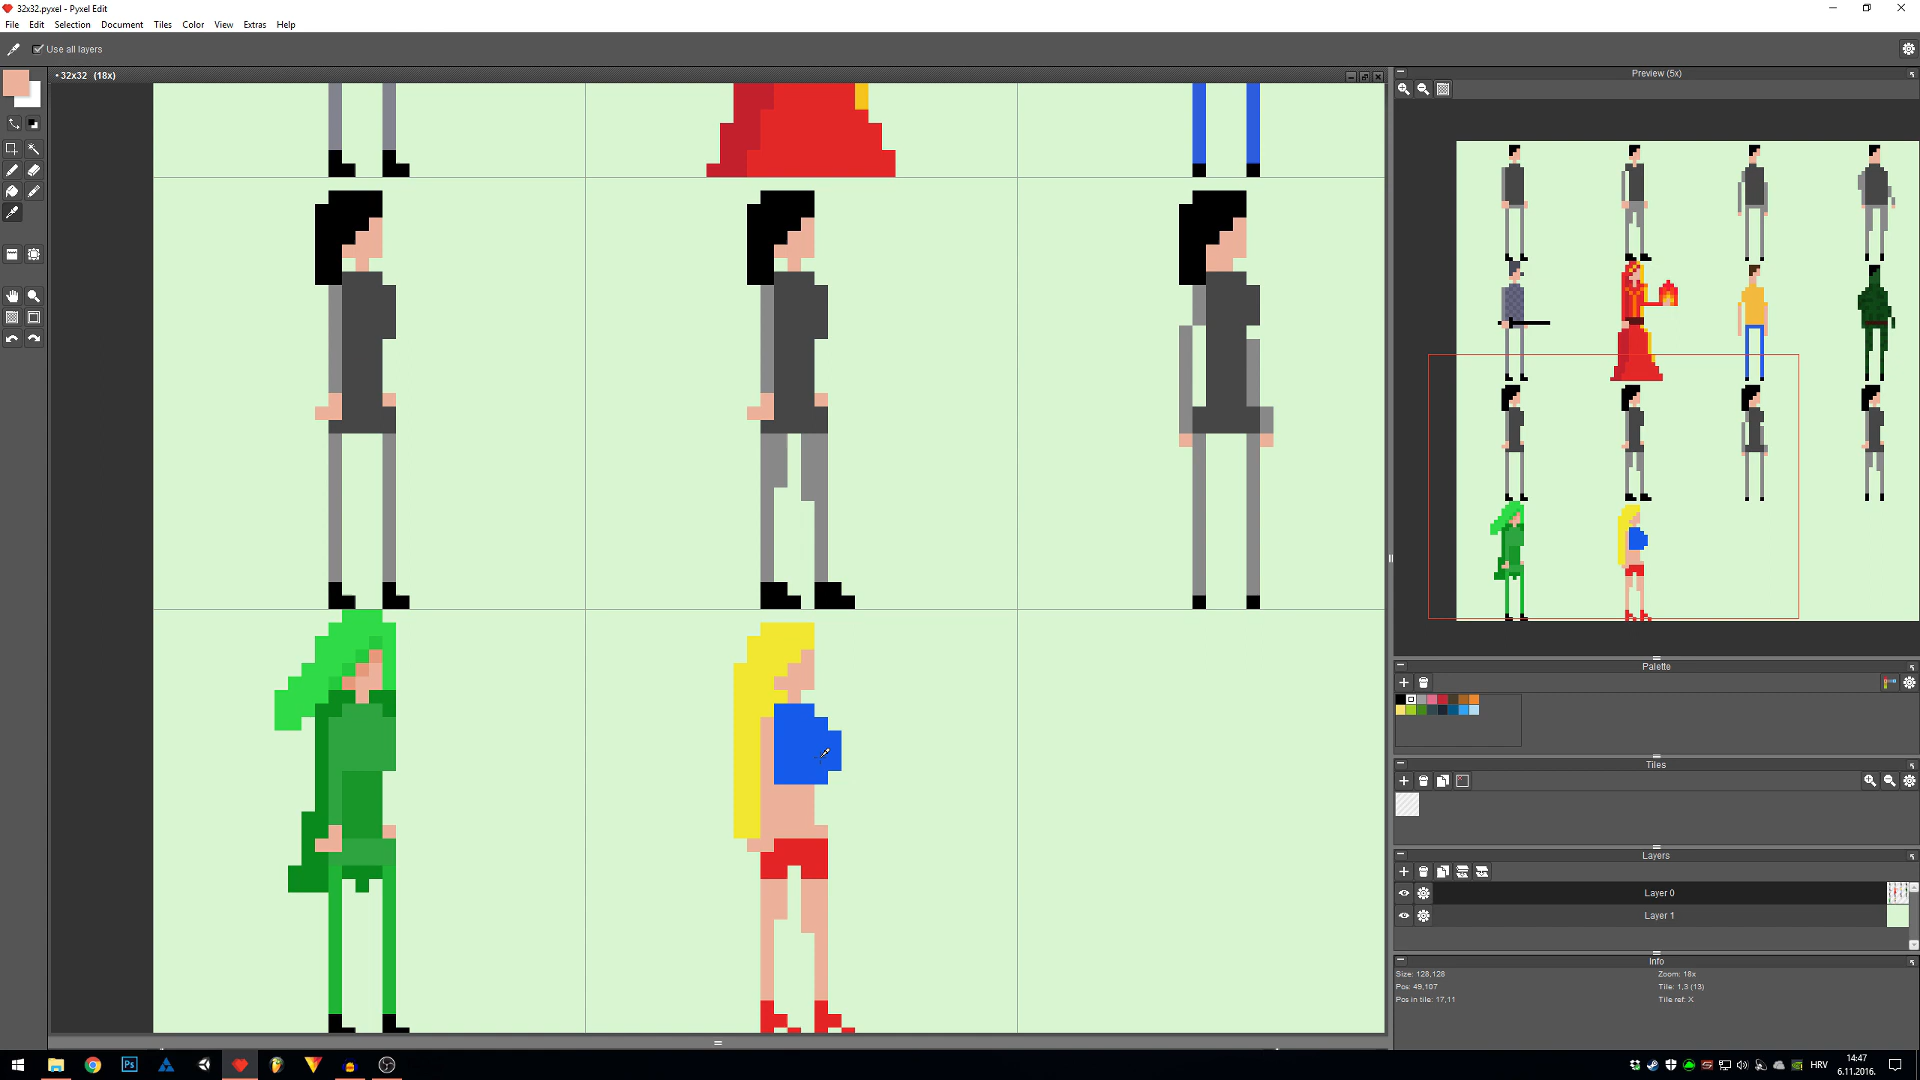 32x32.pyxel - Pyxel Edit
File Edit Selection Document Tiles Color View Extras Help
Use all layers
• 32x32 (18x)
Preview (5x)
Palette
Tiles
Layers
Layer 0
Layer 1
Info
Size: 128,128 Zoom: 18x
Pos: 49,107 Tile: 1,3 (13)
Pos in tile: 17,11 Tile ref: X
Ps
HRV
14:47
6.11.2016.